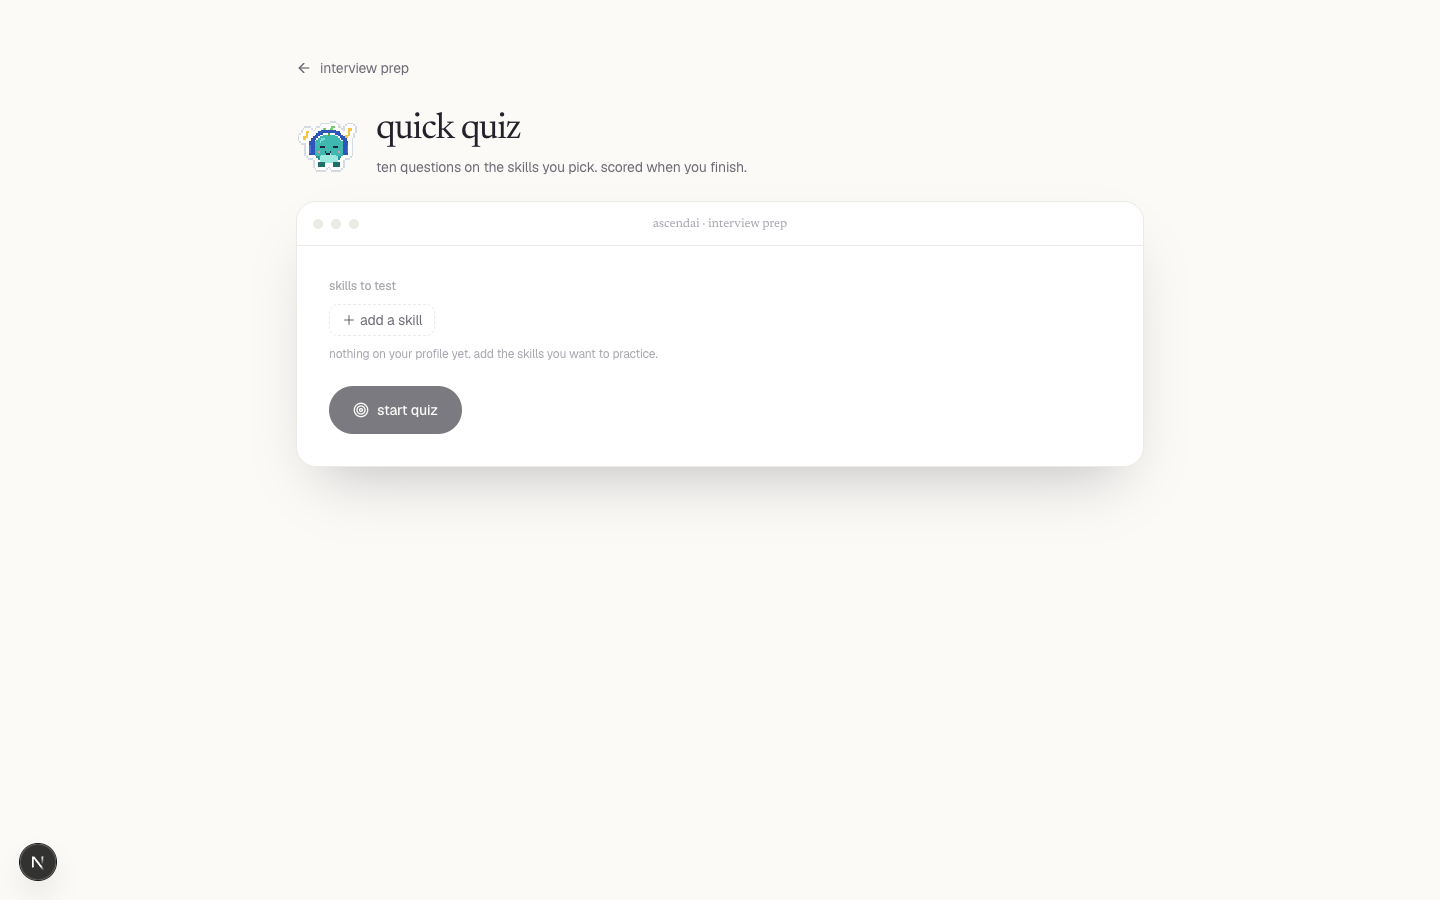 interview prep
quick quiz
ten questions on the skills you pick. scored when you finish.
ascendai · interview prep
skills to test
add a skill
nothing on your profile yet. add the skills you want to practice.
start quiz
N